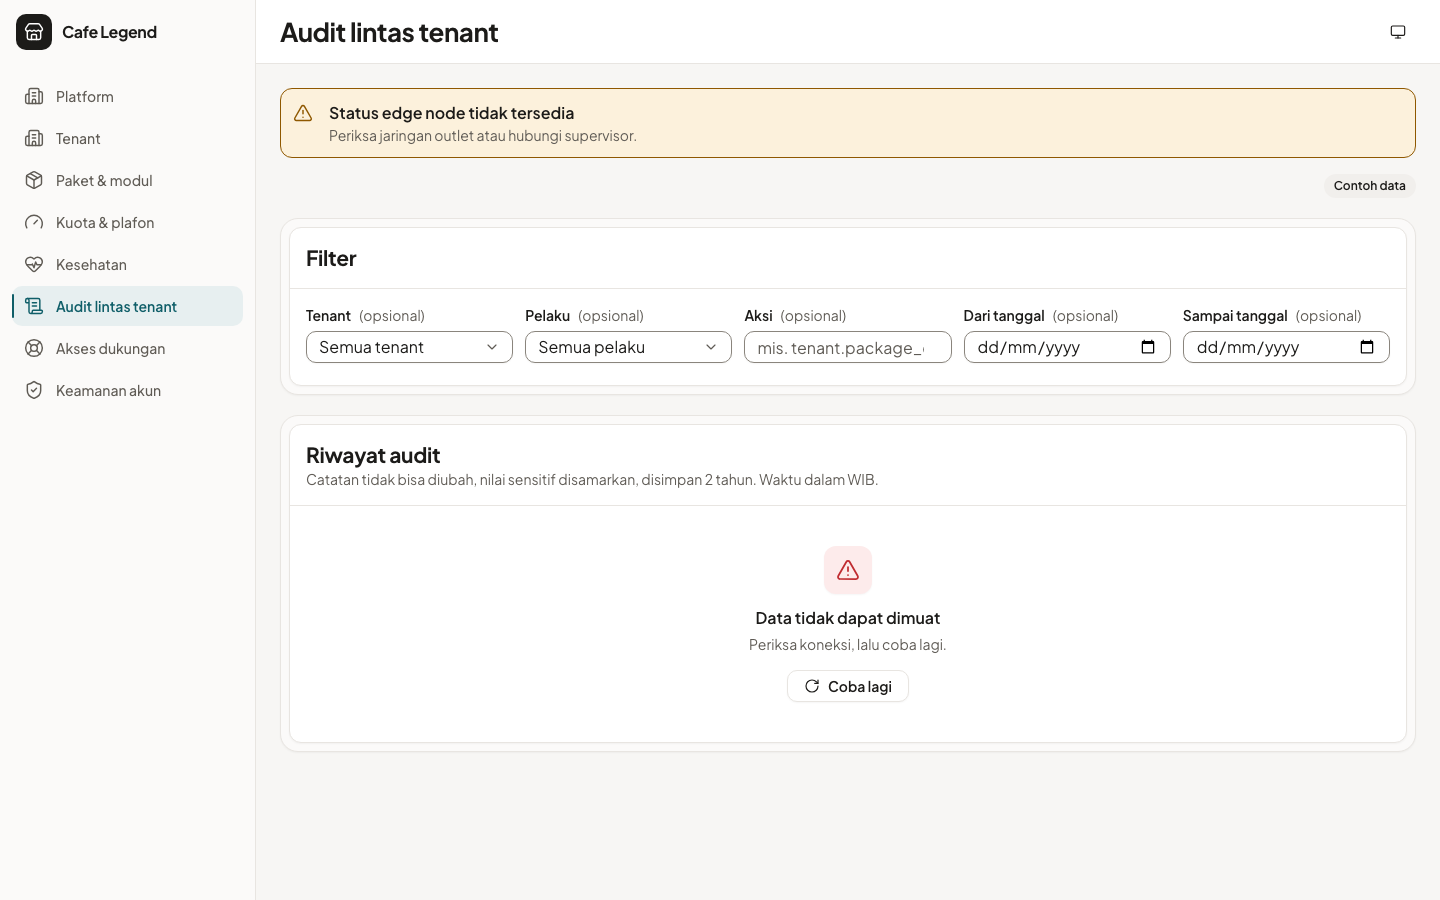 Cafe Legend
Platform
Tenant
Paket & modul
Kuota & plafon
Kesehatan
Audit lintas tenant
Akses dukungan
Keamanan akun
Audit lintas tenant
Status edge node tidak tersedia
Periksa jaringan outlet atau hubungi supervisor.
Contoh data
Filter
Tenant (opsional)
Semua tenant
Pelaku (opsional)
Semua pelaku
Aksi (opsional)
mis. tenant.package_
Dari tanggal (opsional)
dd/mm/yyyy
Sampai tanggal (opsional)
dd/mm/yyyy
Riwayat audit
Catatan tidak bisa diubah, nilai sensitif disamarkan, disimpan 2 tahun. Waktu dalam WIB.
Data tidak dapat dimuat
Periksa koneksi, lalu coba lagi.
Coba lagi